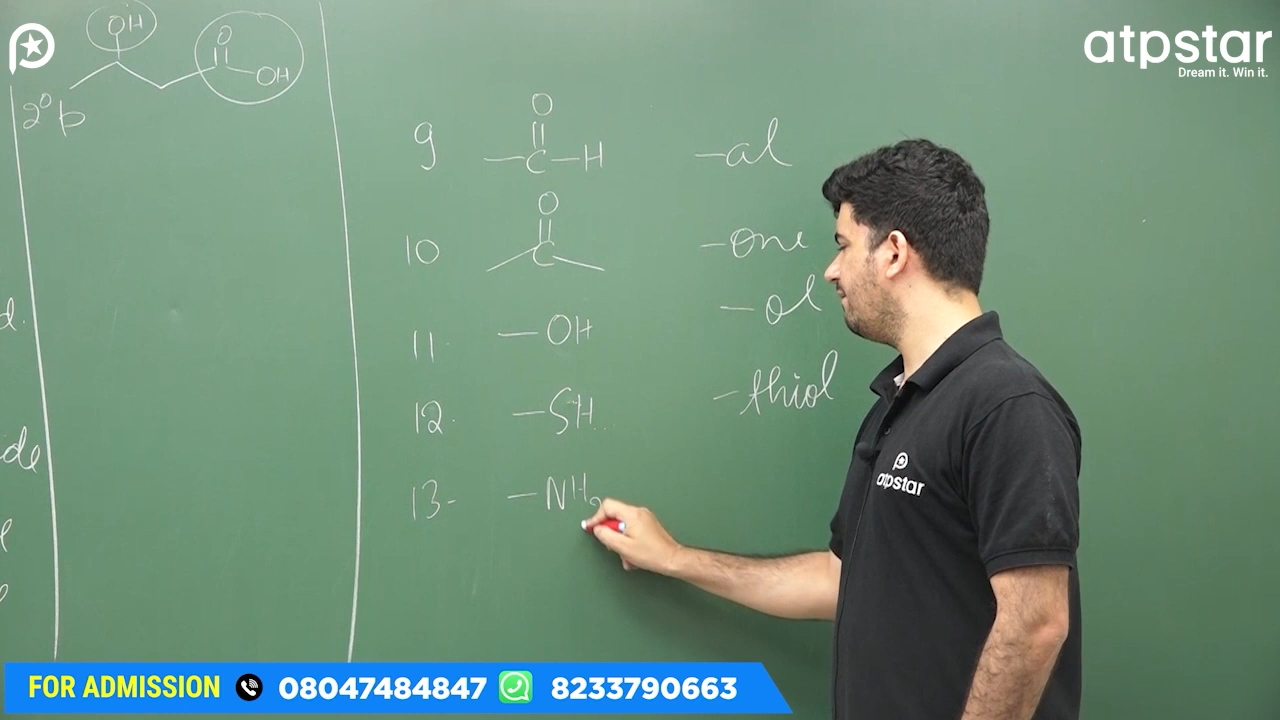 atpstar
Dream it. Win it.
OH
O
OH
2° p
9 O -C-H -al
10 O C -one
11. -OH -ol
12. -SH -thiol
13- -NH2
d.
de
e
atpstar
FOR ADMISSION 08047484847 8233790663